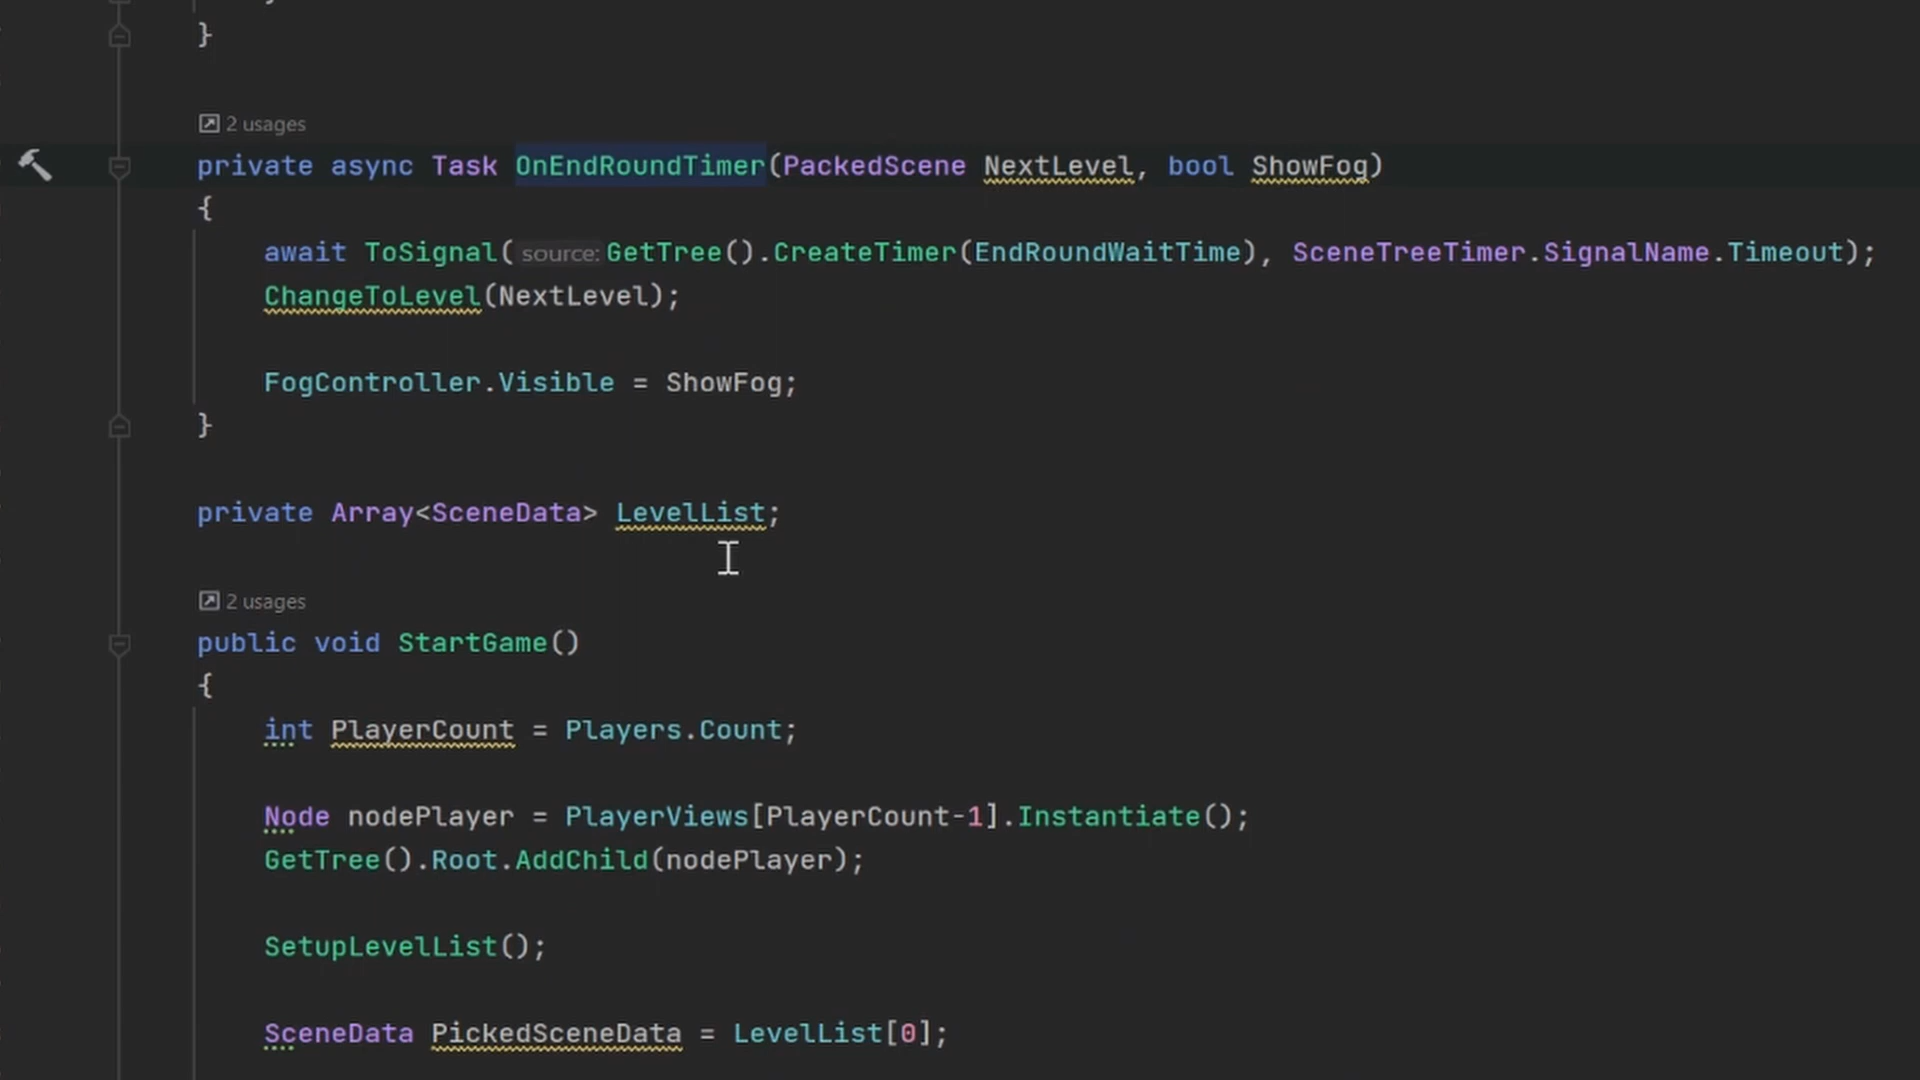 }
2 usages
private async Task OnEndRoundTimer(PackedScene NextLevel, bool ShowFog)
{
await ToSignal( source: GetTree().CreateTimer(EndRoundWaitTime), SceneTreeTimer.SignalName.Timeout);
ChangeToLevel(NextLevel);
FogController.Visible = ShowFog;
}
private Array<SceneData> LevelList;
2 usages
public void StartGame()
{
int PlayerCount = Players.Count;
Node nodePlayer = PlayerViews[PlayerCount-1].Instantiate();
GetTree().Root.AddChild(nodePlayer);
SetupLevelList();
SceneData PickedSceneData = LevelList[0];